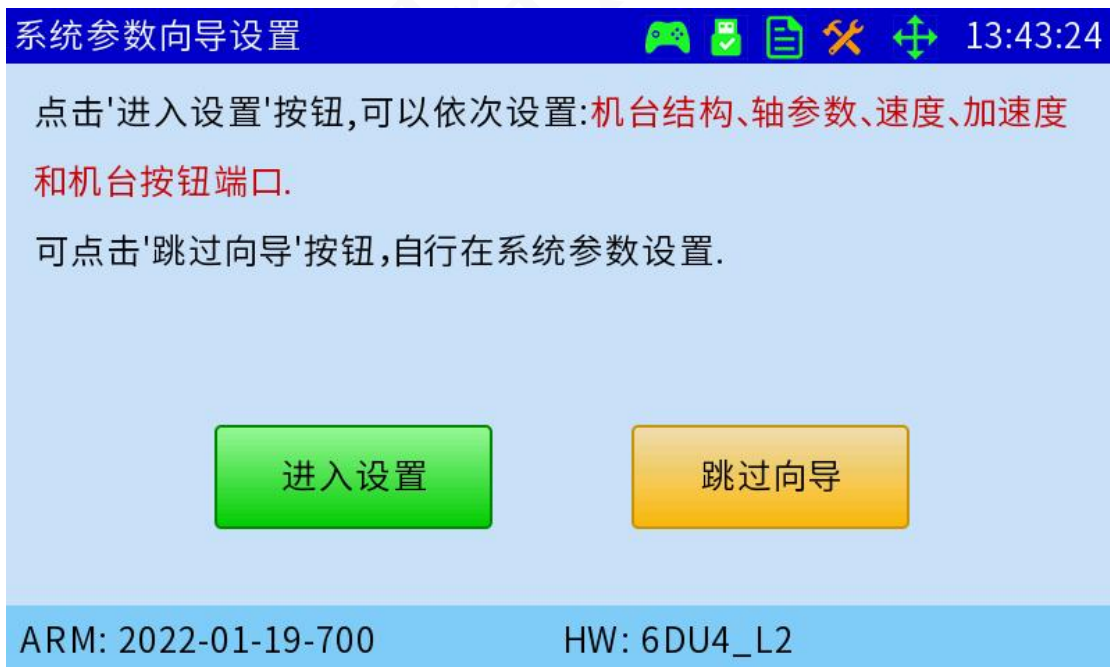 系统参数向导设置 13:43:24
点击'进入设置'按钮,可以依次设置:机台结构、轴参数、速度、加速度
和机台按钮端口.
可点击'跳过向导'按钮,自行在系统参数设置.
进入设置 跳过向导
ARM: 2022-01-19-700 HW: 6DU4_L2